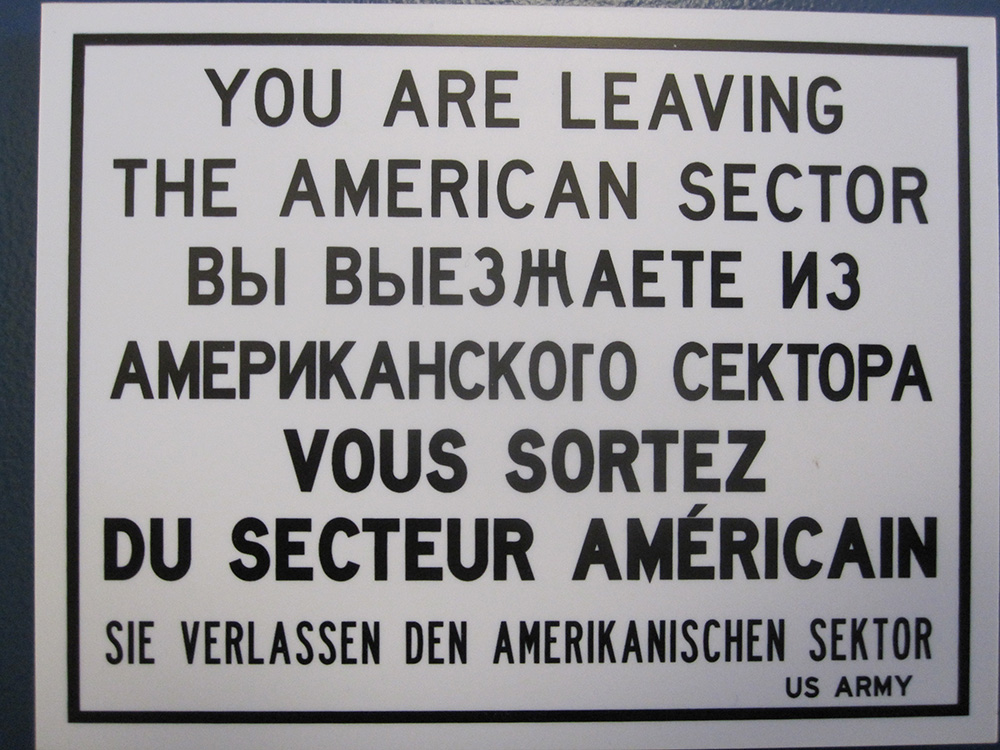 YOU ARE LEAVING
THE AMERICAN SECTOR
ВЫ ВЫЕЗЖАЕТЕ ИЗ
АМЕРИКАНСКОГО СЕКТОРА
VOUS SORTEZ
DU SECTEUR AMÉRICAIN
SIE VERLASSEN DEN AMERIKANISCHEN SEKTOR
US ARMY